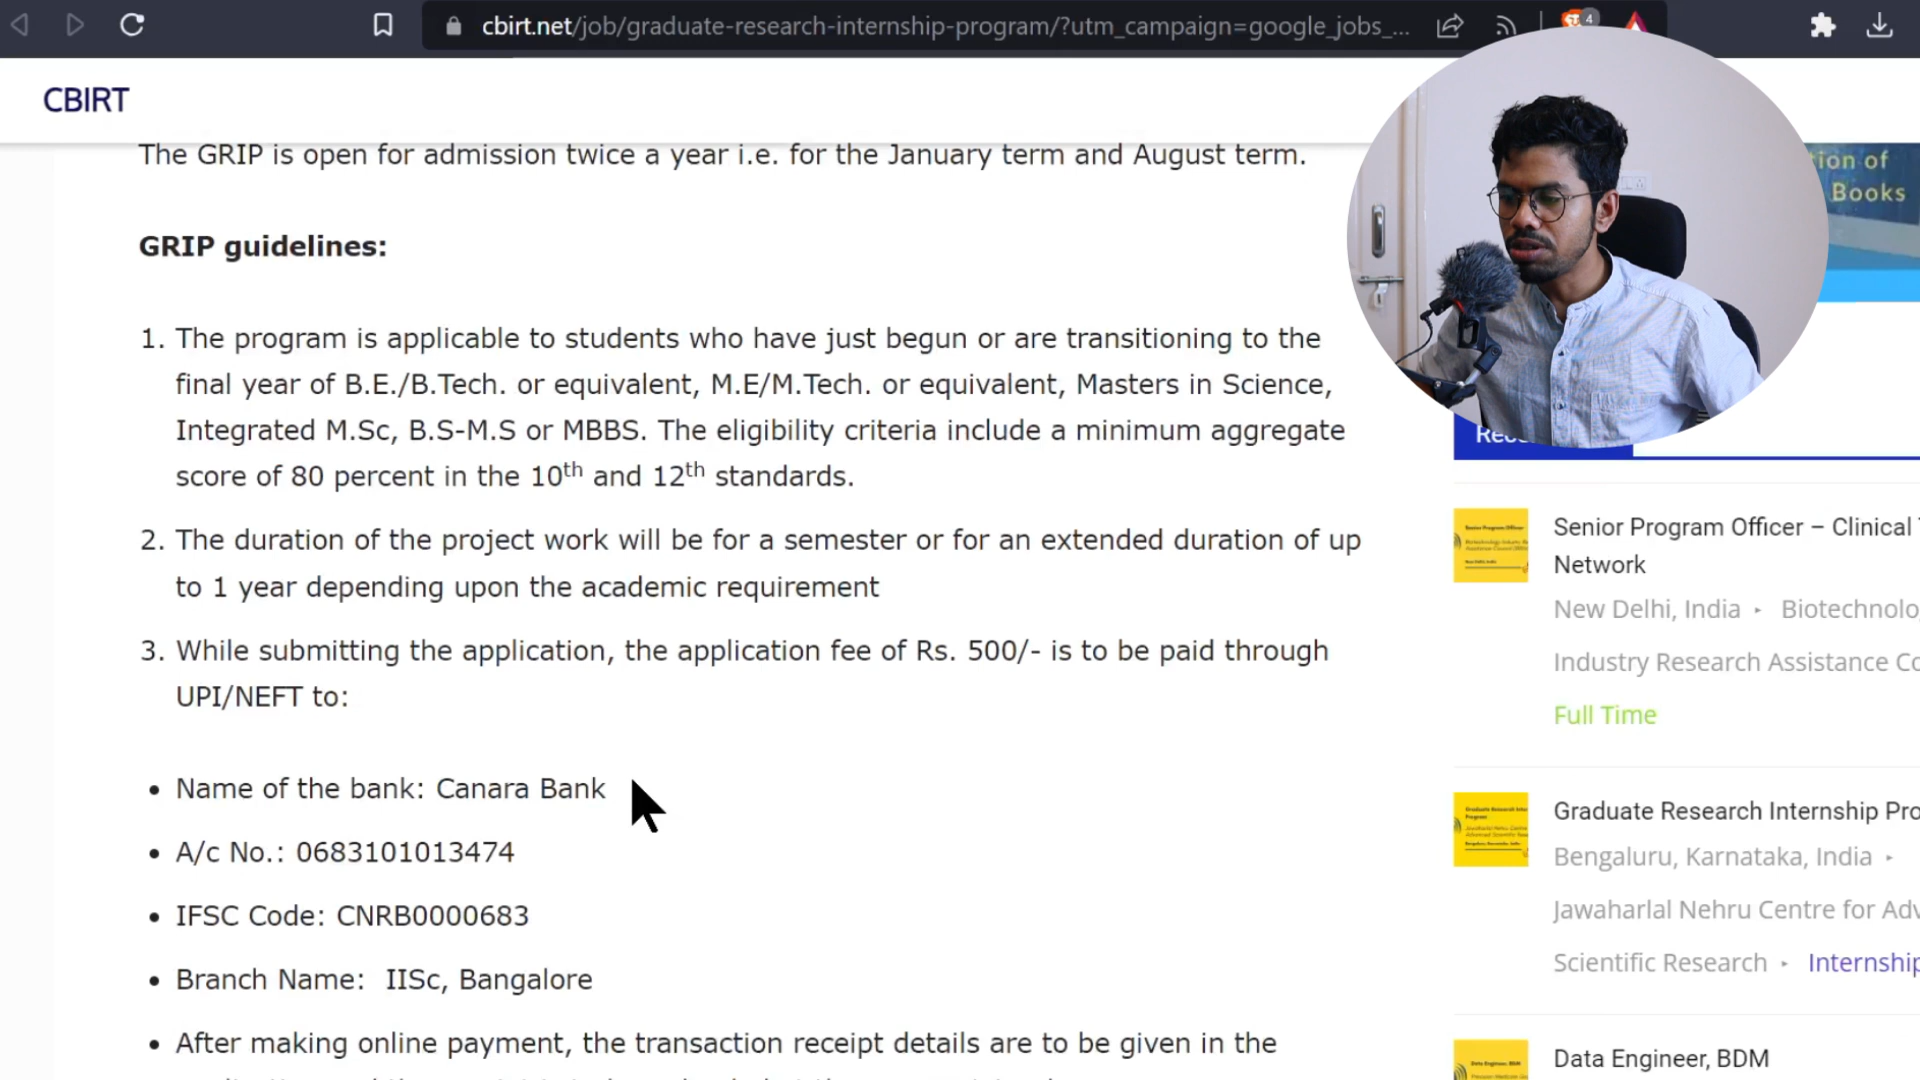 cbirt.net/job/graduate-research-internship-program/?utm_campaign=google_jobs_...
4
CBIRT
The GRIP is open for admission twice a year i.e. for the January term and August term.
GRIP guidelines:
1. The program is applicable to students who have just begun or are transitioning to the
final year of B.E./B.Tech. or equivalent, M.E/M.Tech. or equivalent, Masters in Science,
Integrated M.Sc, B.S-M.S or MBBS. The eligibility criteria include a minimum aggregate
score of 80 percent in the 10th and 12th standards.
2. The duration of the project work will be for a semester or for an extended duration of up
to 1 year depending upon the academic requirement
3. While submitting the application, the application fee of Rs. 500/- is to be paid through
UPI/NEFT to:
• Name of the bank: Canara Bank
• A/c No.: 0683101013474
• IFSC Code: CNRB0000683
• Branch Name: IISc, Bangalore
• After making online payment, the transaction receipt details are to be given in the
tion of
Books
Senior Program Officer – Clinical
Network
New Delhi, India ‣ Biotechnolo
Industry Research Assistance Co
Full Time
Graduate Research Internship Pro
Bengaluru, Karnataka, India ‣
Jawaharlal Nehru Centre for Adv
Scientific Research ‣ Internship
Data Engineer, BDM